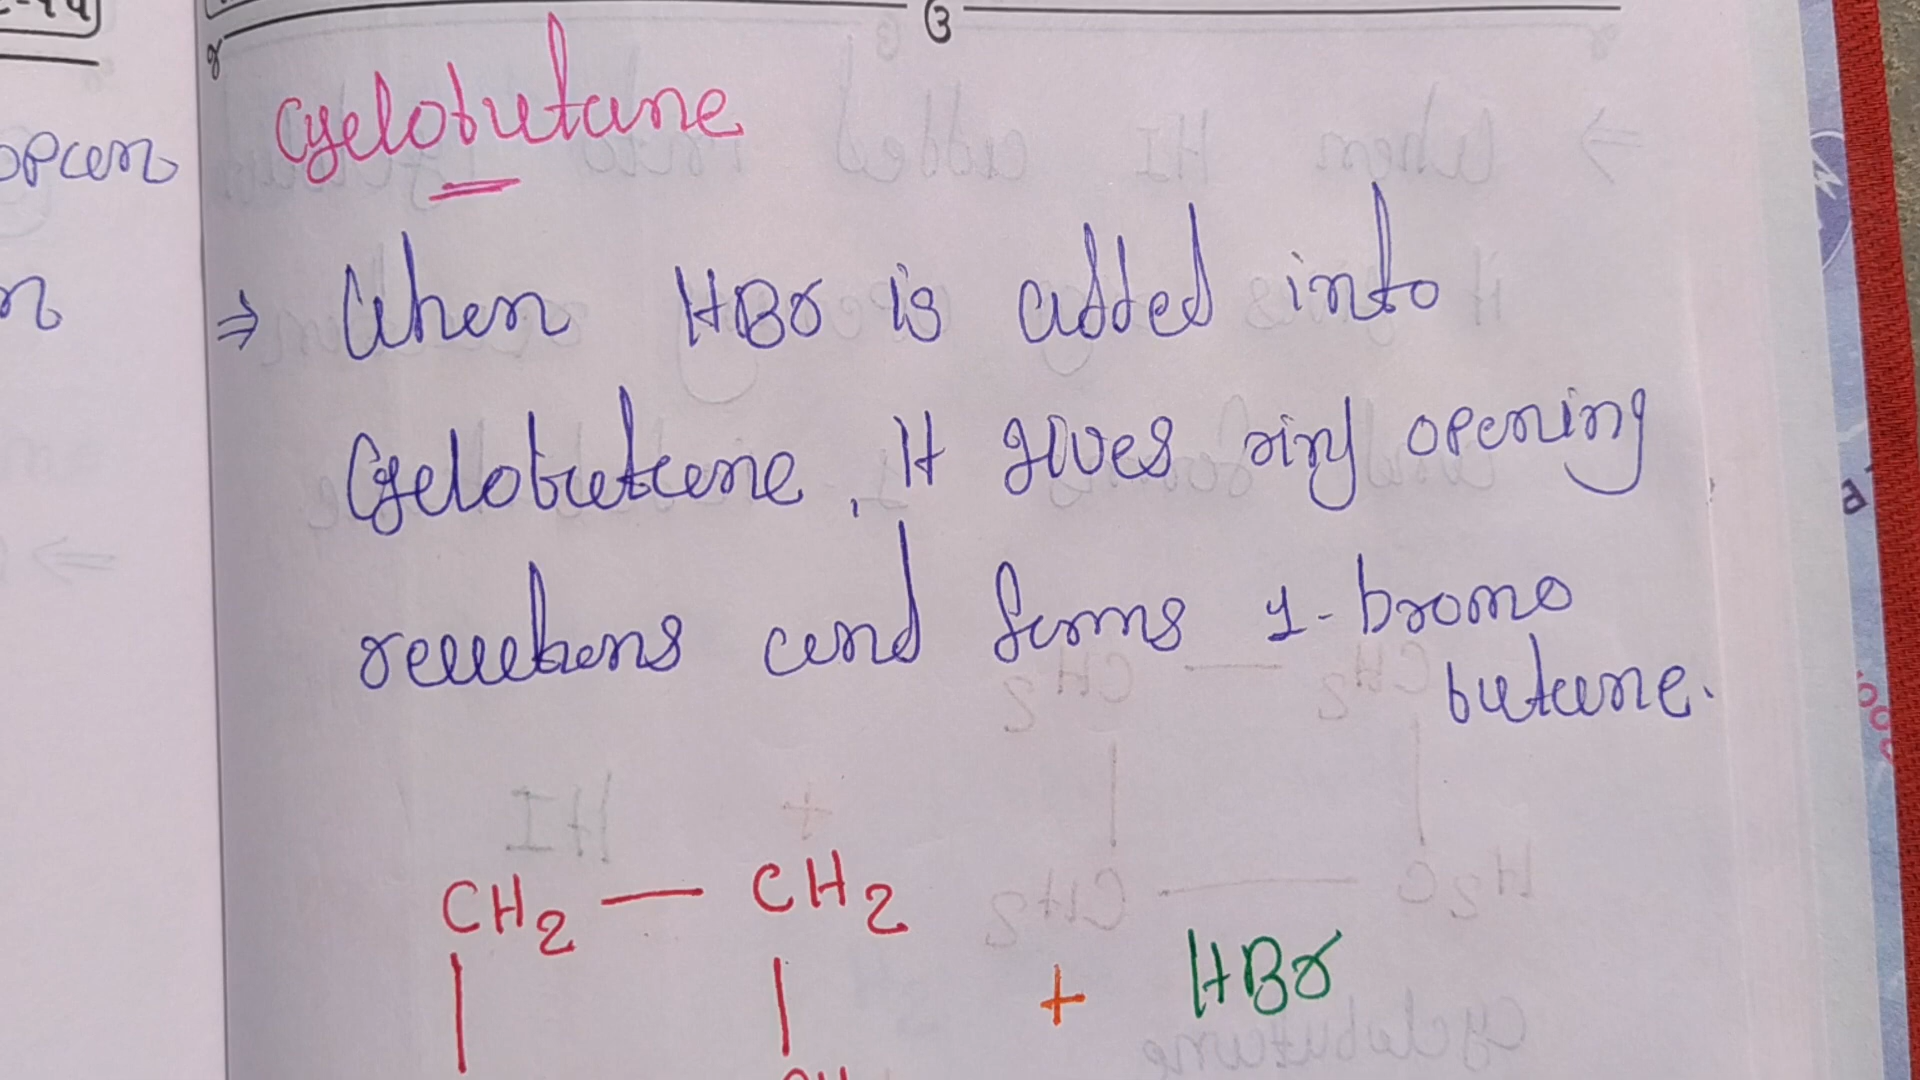 3
cyclobutane
⇒ When HBr is added into
Cyclobutane, It gives ring opening
reactions and forms 1-bromo
butane.
CH2 — CH2
+ HBr